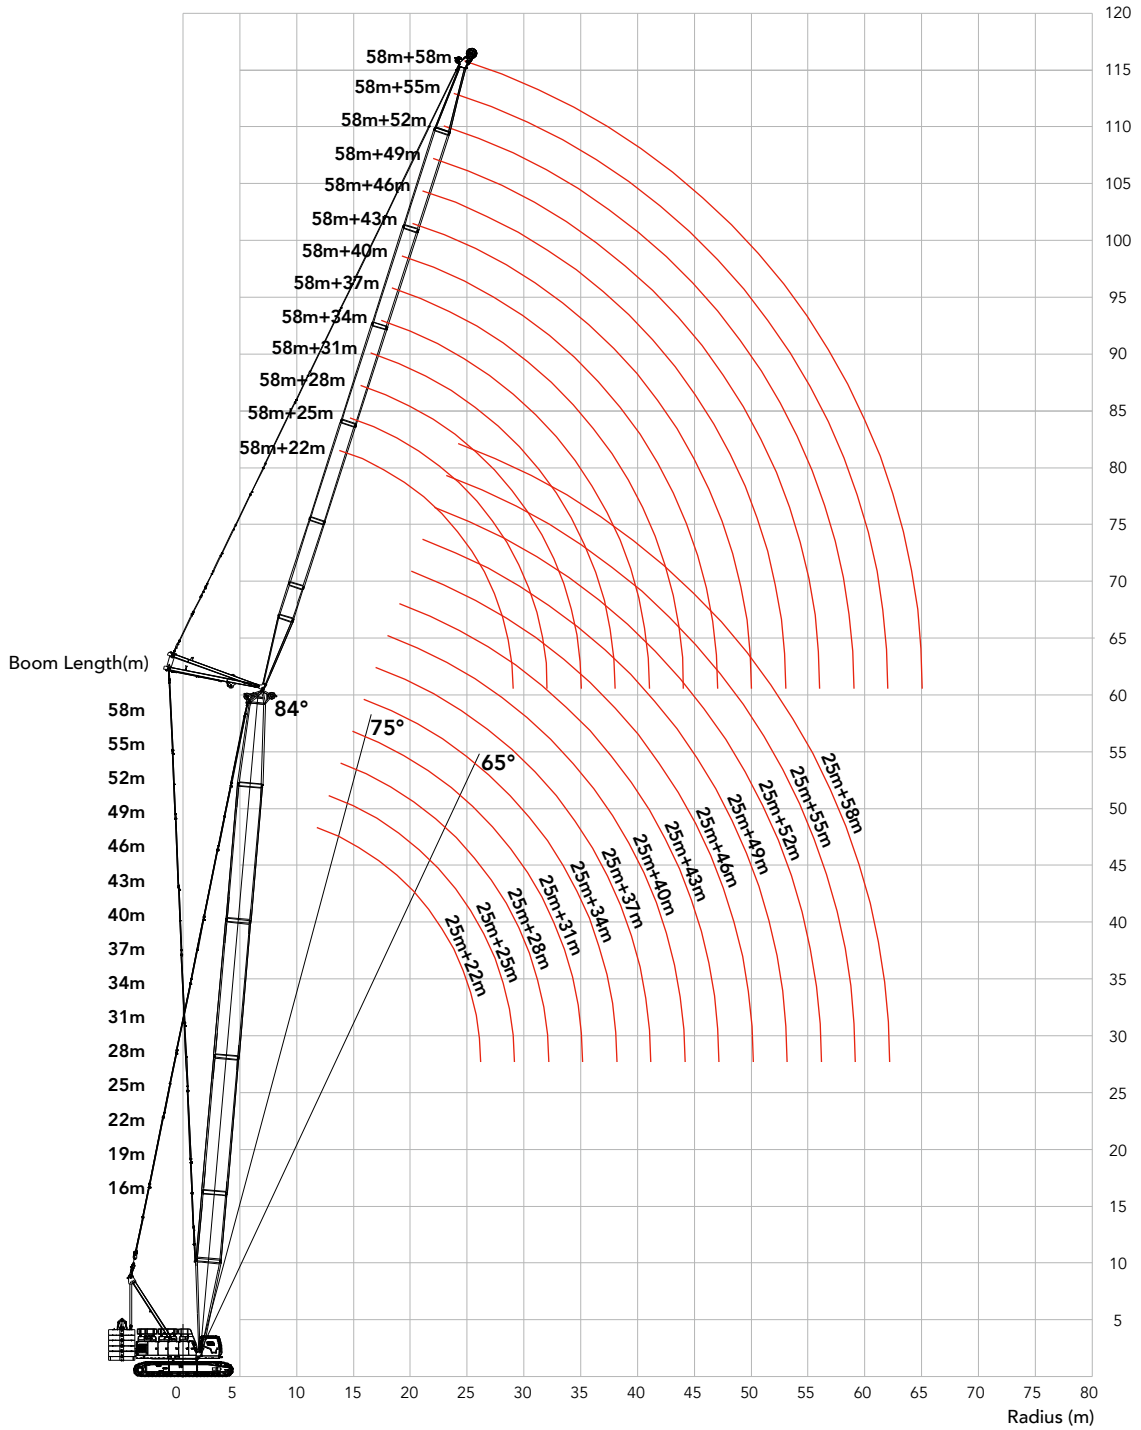 120
58m+58m
115
58m+55m
58m+52m
110
58m+49m
58m+46m
105
58m+43m
100
58m+40m
58m+37m
95
58m+34m
58m+31m
90
58m+28m
58m+25m
85
58m+22m
80
75
70
65
Boom Length(m)
60
84°
58m
75°
55m
55
65°
52m
49m
50
46m
45
43m
40m
40
37m
34m
35
31m
30
28m
25m
25
22m
19m
20
16m
15
10
5
25m+22m
25m+25m
25m+28m
25m+31m
25m+34m
25m+37m
25m+40m
25m+43m
25m+46m
25m+49m
25m+52m
25m+55m
25m+58m
0 5 10 15 20 25 30 35 40 45 50 55 60 65 70 75 80
Radius (m)